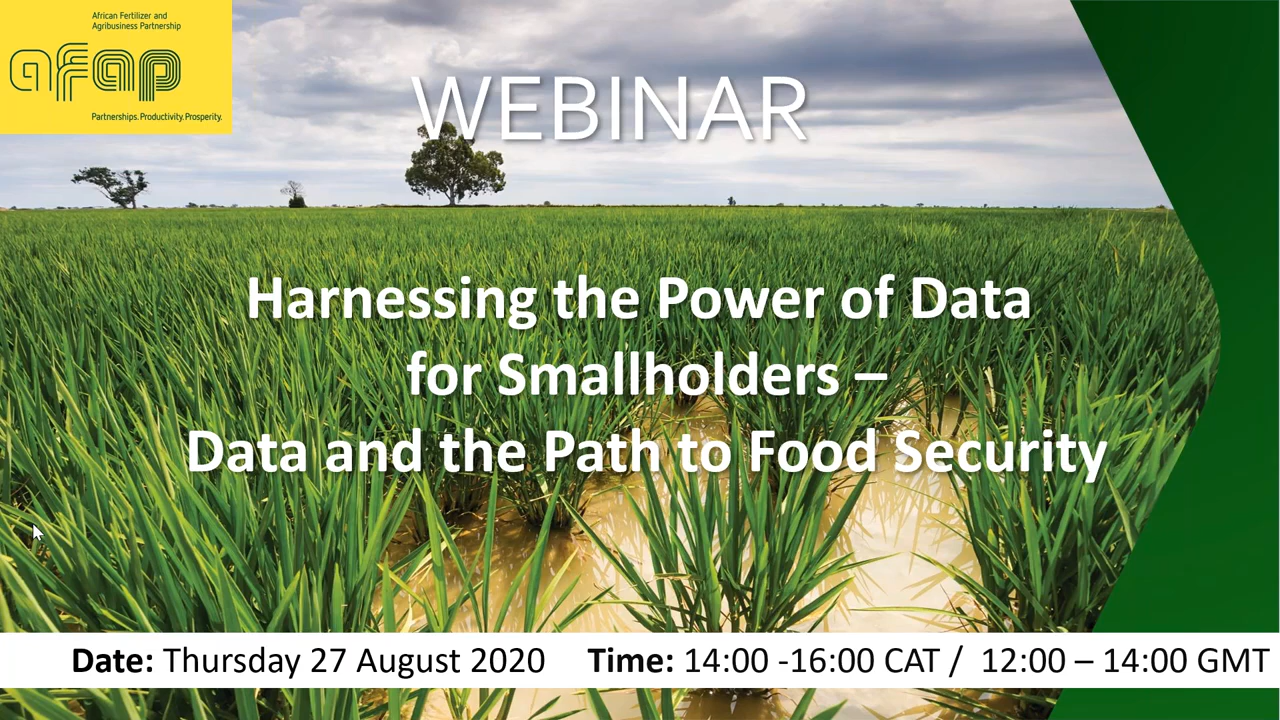 African Fertilizer and
Agribusiness Partnership
afap
Partnerships. Productivity. Prosperity.
WEBINAR
Harnessing the Power of Data
for Smallholders –
Data and the Path to Food Security
Date: Thursday 27 August 2020 Time: 14:00 -16:00 CAT / 12:00 – 14:00 GMT